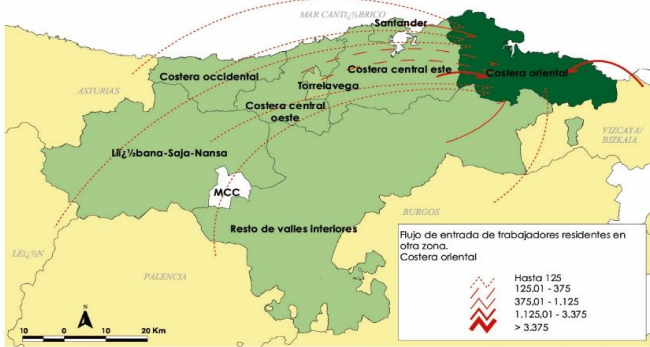 MAR CANTÏ¿½BRICO
Santander
Costera occidental
Costera central este
Costera oriental
ASTURIAS
Torrelavega
Costera central
oeste
VIZCAYA/
BIZKAIA
Lïï¿½bana-Saja-Nansa
MCC
Resto de valles interiores
BURGOS
LEï¿½N
PALENCIA
Flujo de entrada de trabajadores residentes en
otra zona.
Costera oriental
Hasta 125
125,01 - 375
375,01 - 1.125
1.125,01 - 3.375
> 3.375
N
10 0 10 20 Km